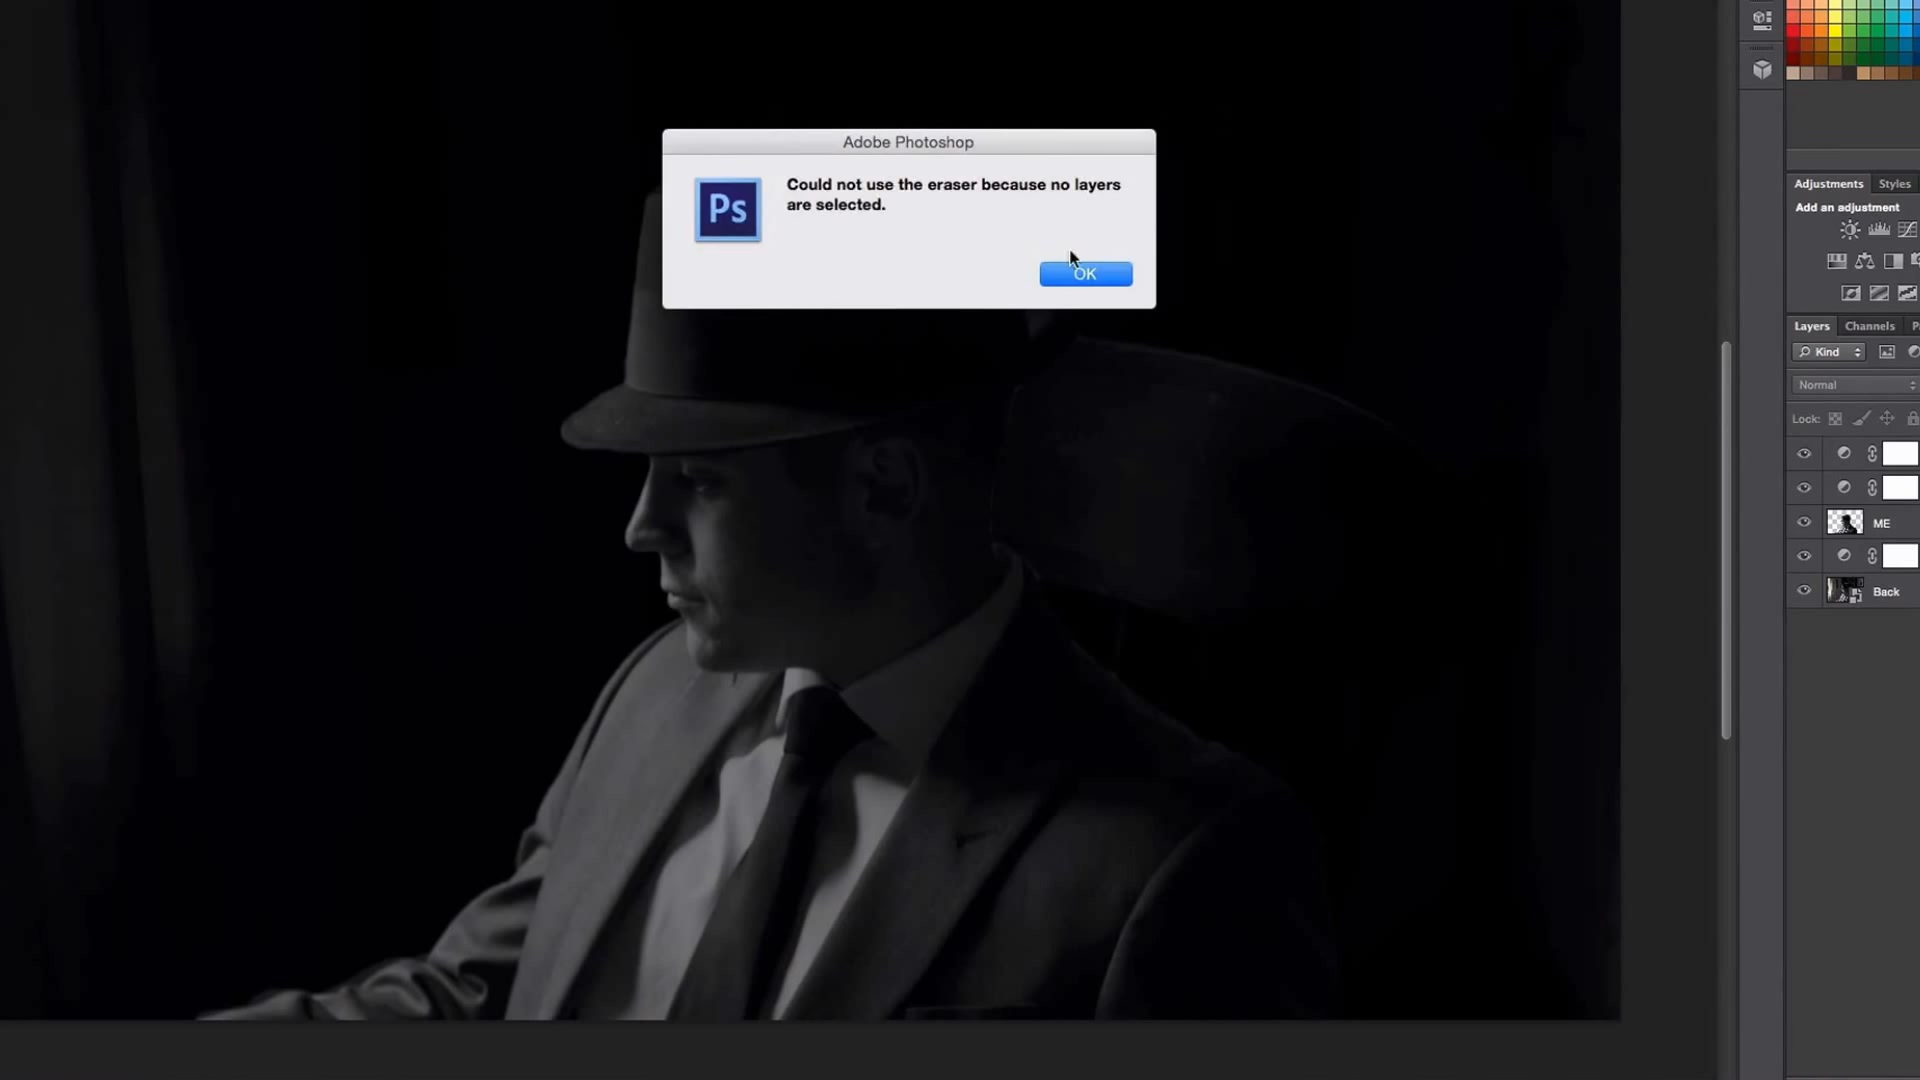 Adobe Photoshop
Ps
Could not use the eraser because no layers
are selected.
OK
Adjustments Styles
Add an adjustment
Layers Channels
Kind
Normal
Lock:
ME
Back